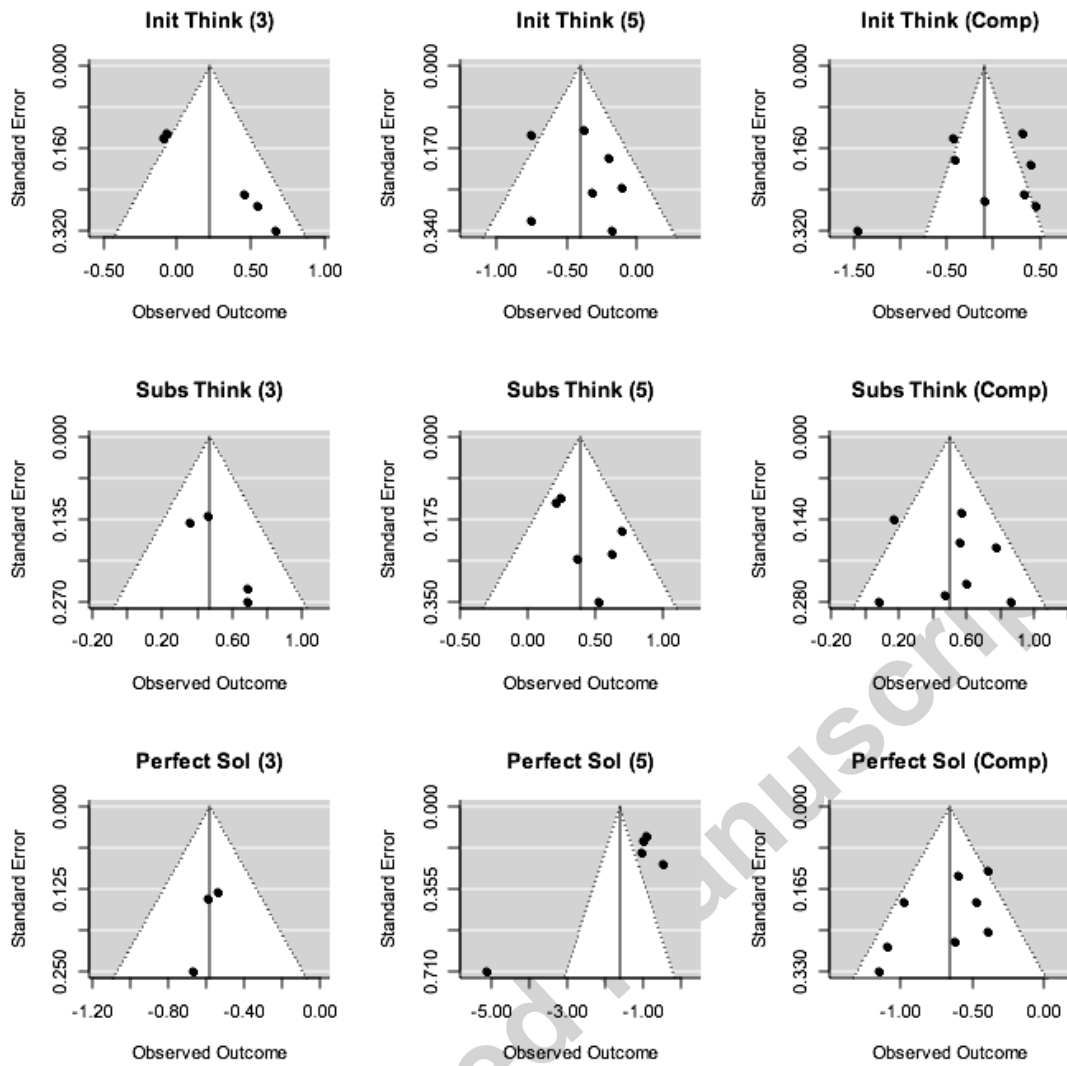 Init Think (3)
Standard Error
0.000
0.160
0.320
-0.50
0.00
0.50
1.00
Observed Outcome
Init Think (5)
Standard Error
0.000
0.170
0.340
-1.00
-0.50
0.00
Observed Outcome
Init Think (Comp)
Standard Error
0.000
0.160
0.320
-1.50
-0.50
0.50
Observed Outcome
Subs Think (3)
Standard Error
0.000
0.135
0.270
-0.20
0.20
0.60
1.00
Observed Outcome
Subs Think (5)
Standard Error
0.000
0.175
0.350
-0.50
0.00
0.50
1.00
Observed Outcome
Subs Think (Comp)
Standard Error
0.000
0.140
0.280
-0.20
0.20
0.60
1.00
Observed Outcome
Perfect Sol (3)
Standard Error
0.000
0.125
0.250
-1.20
-0.80
-0.40
0.00
Observed Outcome
Perfect Sol (5)
Standard Error
0.000
0.355
0.710
-5.00
-3.00
-1.00
Observed Outcome
Perfect Sol (Comp)
Standard Error
0.000
0.165
0.330
-1.00
-0.50
0.00
Observed Outcome